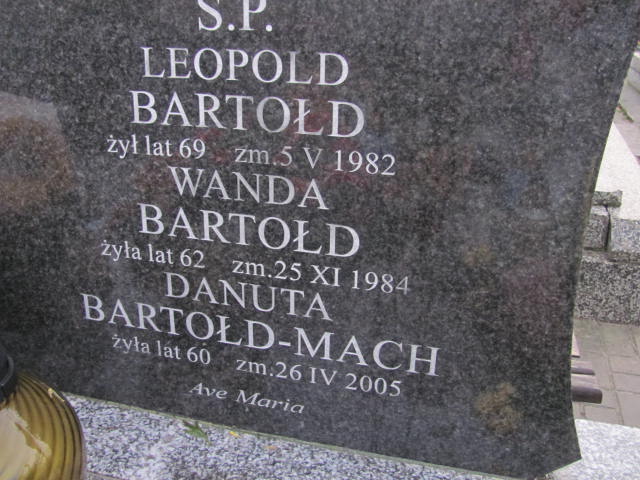 S.P.
LEOPOLD
BARTOŁD
żył lat 69 zm.5 V 1982
WANDA
BARTOŁD
żyła lat 62 zm.25 XI 1984
DANUTA
BARTOŁD-MACH
żyła lat 60 zm.26 IV 2005
Ave Maria